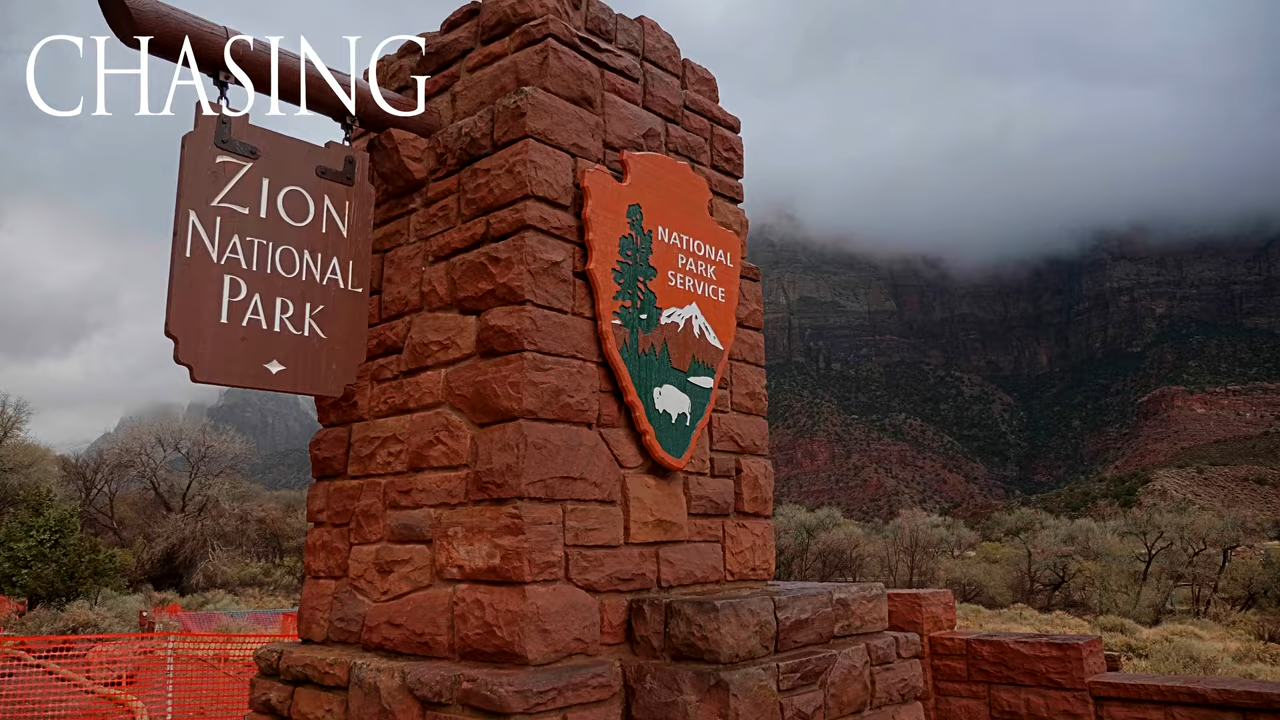 CHASING
ZION
NATIONAL
PARK
NATIONAL
PARK
SERVICE